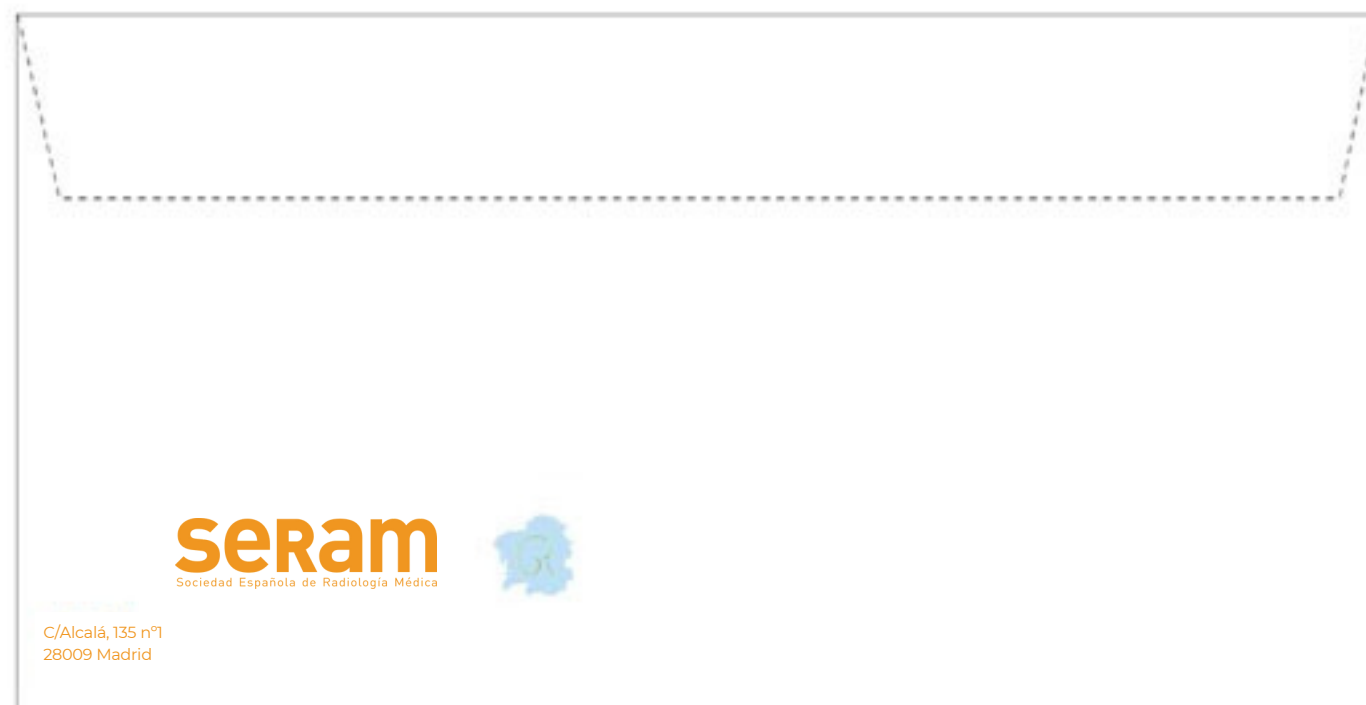 seRam
Sociedad Española de Radiología Médica
C/Alcalá, 135 nº1
28009 Madrid